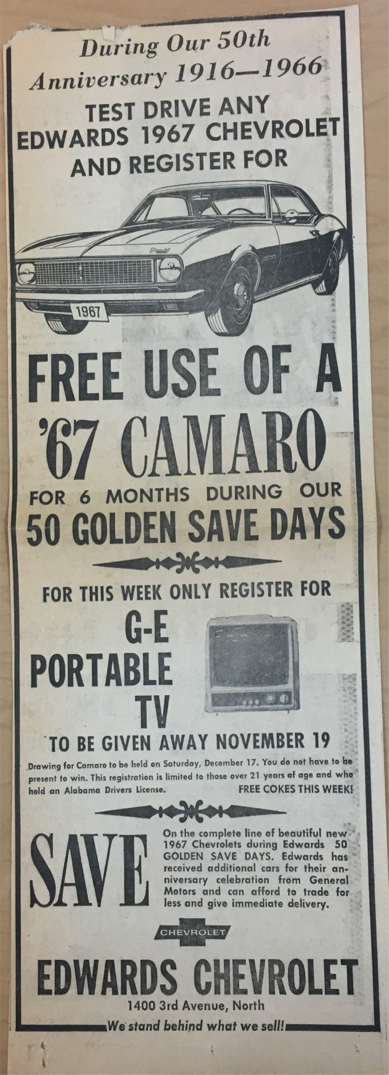 During Our 50th
Anniversary 1916—1966
TEST DRIVE ANY
EDWARDS 1967 CHEVROLET
AND REGISTER FOR
1967
FREE USE OF A
'67 CAMARO
FOR 6 MONTHS DURING OUR
50 GOLDEN SAVE DAYS
FOR THIS WEEK ONLY REGISTER FOR
G-E
PORTABLE
TV
TO BE GIVEN AWAY NOVEMBER 19
Drawing for Camaro to be held on Saturday, December 17. You do not have to be
present to win. This registration is limited to those over 21 years of age and who
hold an Alabama Drivers License. FREE COKES THIS WEEK!
SAVE
On the complete line of beautiful new
1967 Chevrolets during Edwards 50
GOLDEN SAVE DAYS. Edwards has
received additional cars for their an-
niversary celebration from General
Motors and can afford to trade for
less and give immediate delivery.
CHEVROLET
EDWARDS CHEVROLET
1400 3rd Avenue, North
We stand behind what we sell!